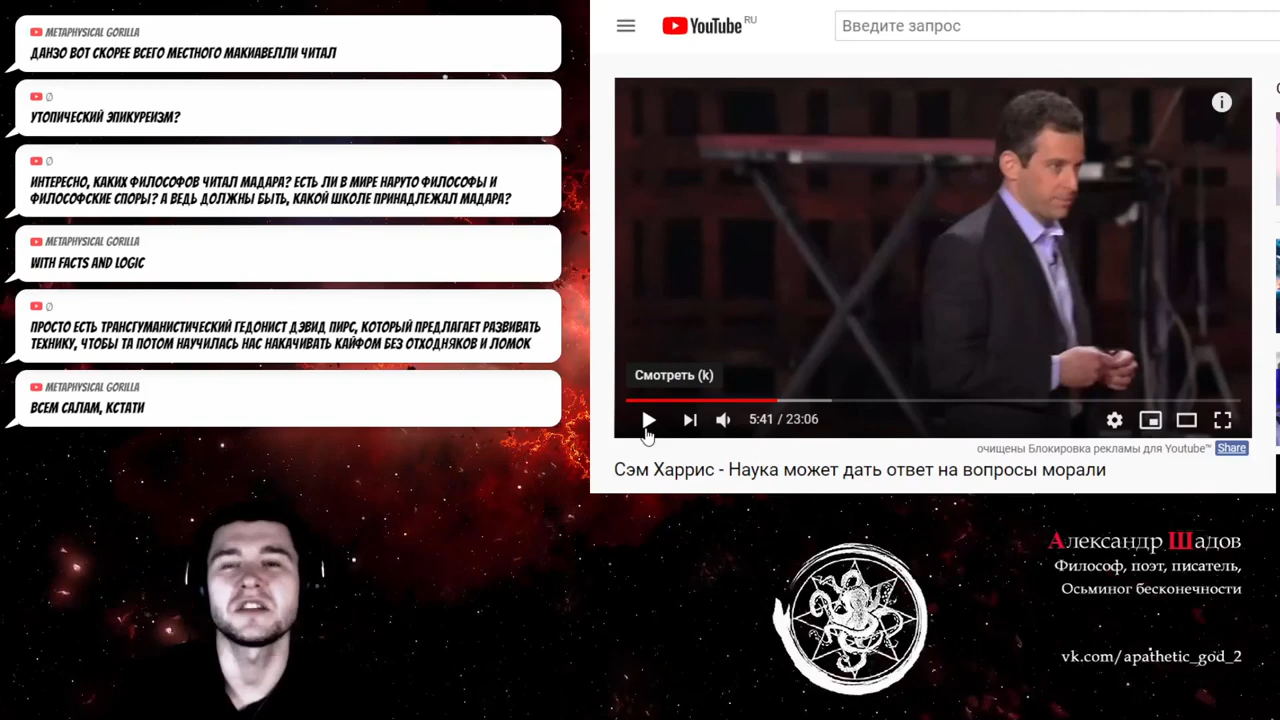 METAPHYSICAL GORILLA
ДАНЗО ВОТ СКОРЕЕ ВСЕГО МЕСТНОГО МАКИАВЕЛЛИ ЧИТАЛ
Ø
УТОПИЧЕСКИЙ ЭПИКУРЕИЗМ?
Ø
ИНТЕРЕСНО, КАКИХ ФИЛОСОФОВ ЧИТАЛ МАДАРА? ЕСТЬ ЛИ В МИРЕ НАРУТО ФИЛОСОФЫ И
ФИЛОСОФСКИЕ СПОРЫ? А ВЕДЬ ДОЛЖНЫ БЫТЬ, КАКОЙ ШКОЛЕ ПРИНАДЛЕЖАЛ МАДАРА?
METAPHYSICAL GORILLA
WITH FACTS AND LOGIC
Ø
ПРОСТО ЕСТЬ ТРАНСГУМАНИСТИЧЕСКИЙ ГЕДОНИСТ ДЭВИД ПИРС, КОТОРЫЙ ПРЕДЛАГАЕТ РАЗВИВАТЬ
ТЕХНИКУ, ЧТОБЫ ТА ПОТОМ НАУЧИЛАСЬ НАС НАКАЧИВАТЬ КАЙФОМ БЕЗ ОТХОДНЯКОВ И ЛОМОК
METAPHYSICAL GORILLA
ВСЕМ САЛАМ, КСТАТИ
YouTube RU
Введите запрос
Смотреть (k)
5:41 / 23:06
очищены Блокировка рекламы для Youtube™ Share
Сэм Харрис - Наука может дать ответ на вопросы морали
Александр Шадов
Философ, поэт, писатель,
Осьминог бесконечности
vk.com/apathetic_god_2